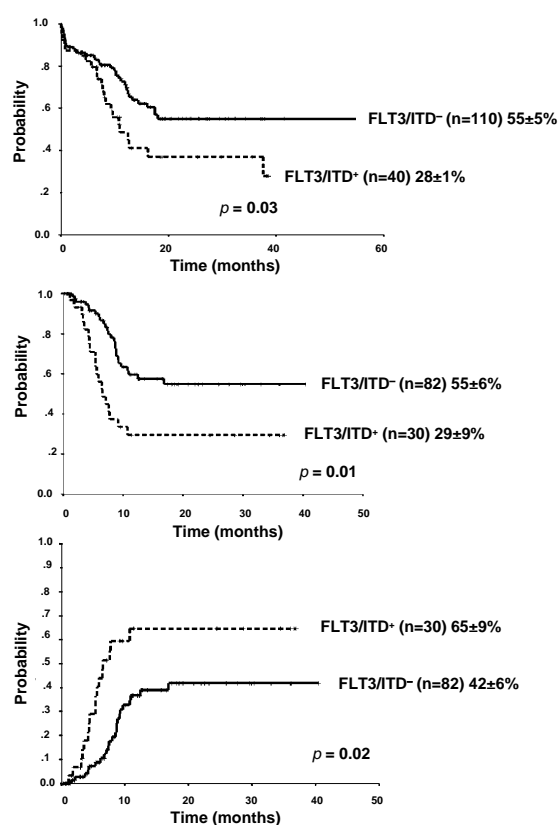 1.0
.8
.6
.4
.2
0.0
Probability
FLT3/ITD⁻ (n=110) 55±5%
FLT3/ITD⁺ (n=40) 28±1%
p = 0.03
0
20
40
60
Time (months)
1.0
.8
.6
.4
.2
0.0
Probability
FLT3/ITD⁻ (n=82) 55±6%
FLT3/ITD⁺ (n=30) 29±9%
p = 0.01
0
10
20
30
40
50
Time (months)
1.0
.9
.8
.7
.6
.5
.4
.3
.2
.1
0.0
Probability
FLT3/ITD⁺ (n=30) 65±9%
FLT3/ITD⁻ (n=82) 42±6%
p = 0.02
0
10
20
30
40
50
Time (months)